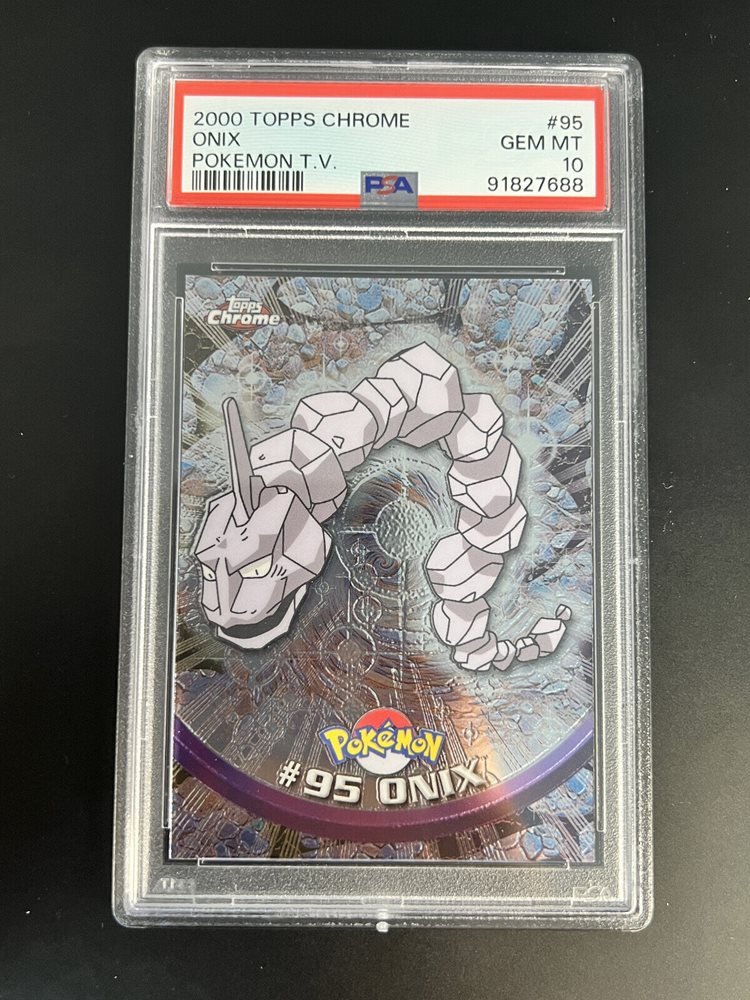 2000 TOPPS CHROME #95
ONIX GEM MT
POKEMON T.V. 10
PSA 91827688
Topps
Chrome
POKéMON
#95 ONIX